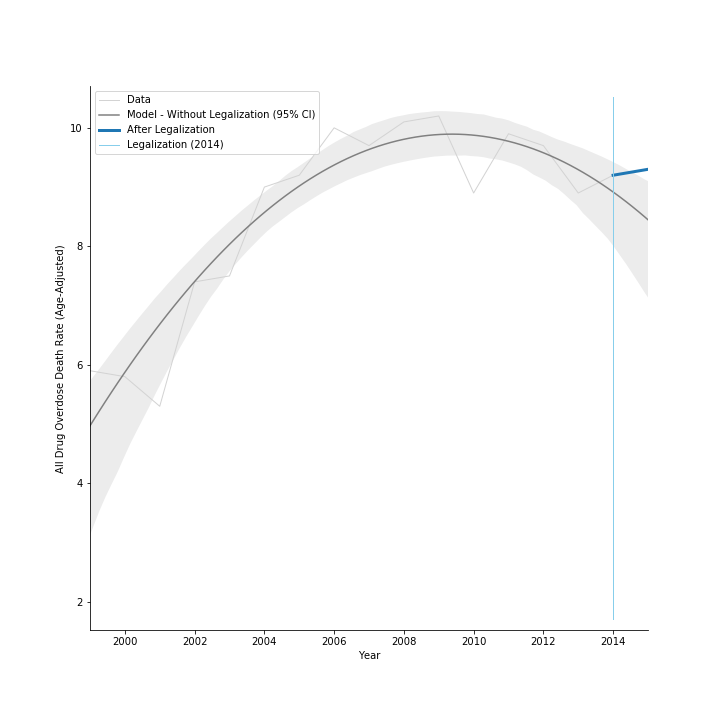 Data
Model - Without Legalization (95% CI)
After Legalization
Legalization (2014)
All Drug Overdose Death Rate (Age-Adjusted)
10
8
6
4
2
2000 2002 2004 2006 2008 2010 2012 2014
Year